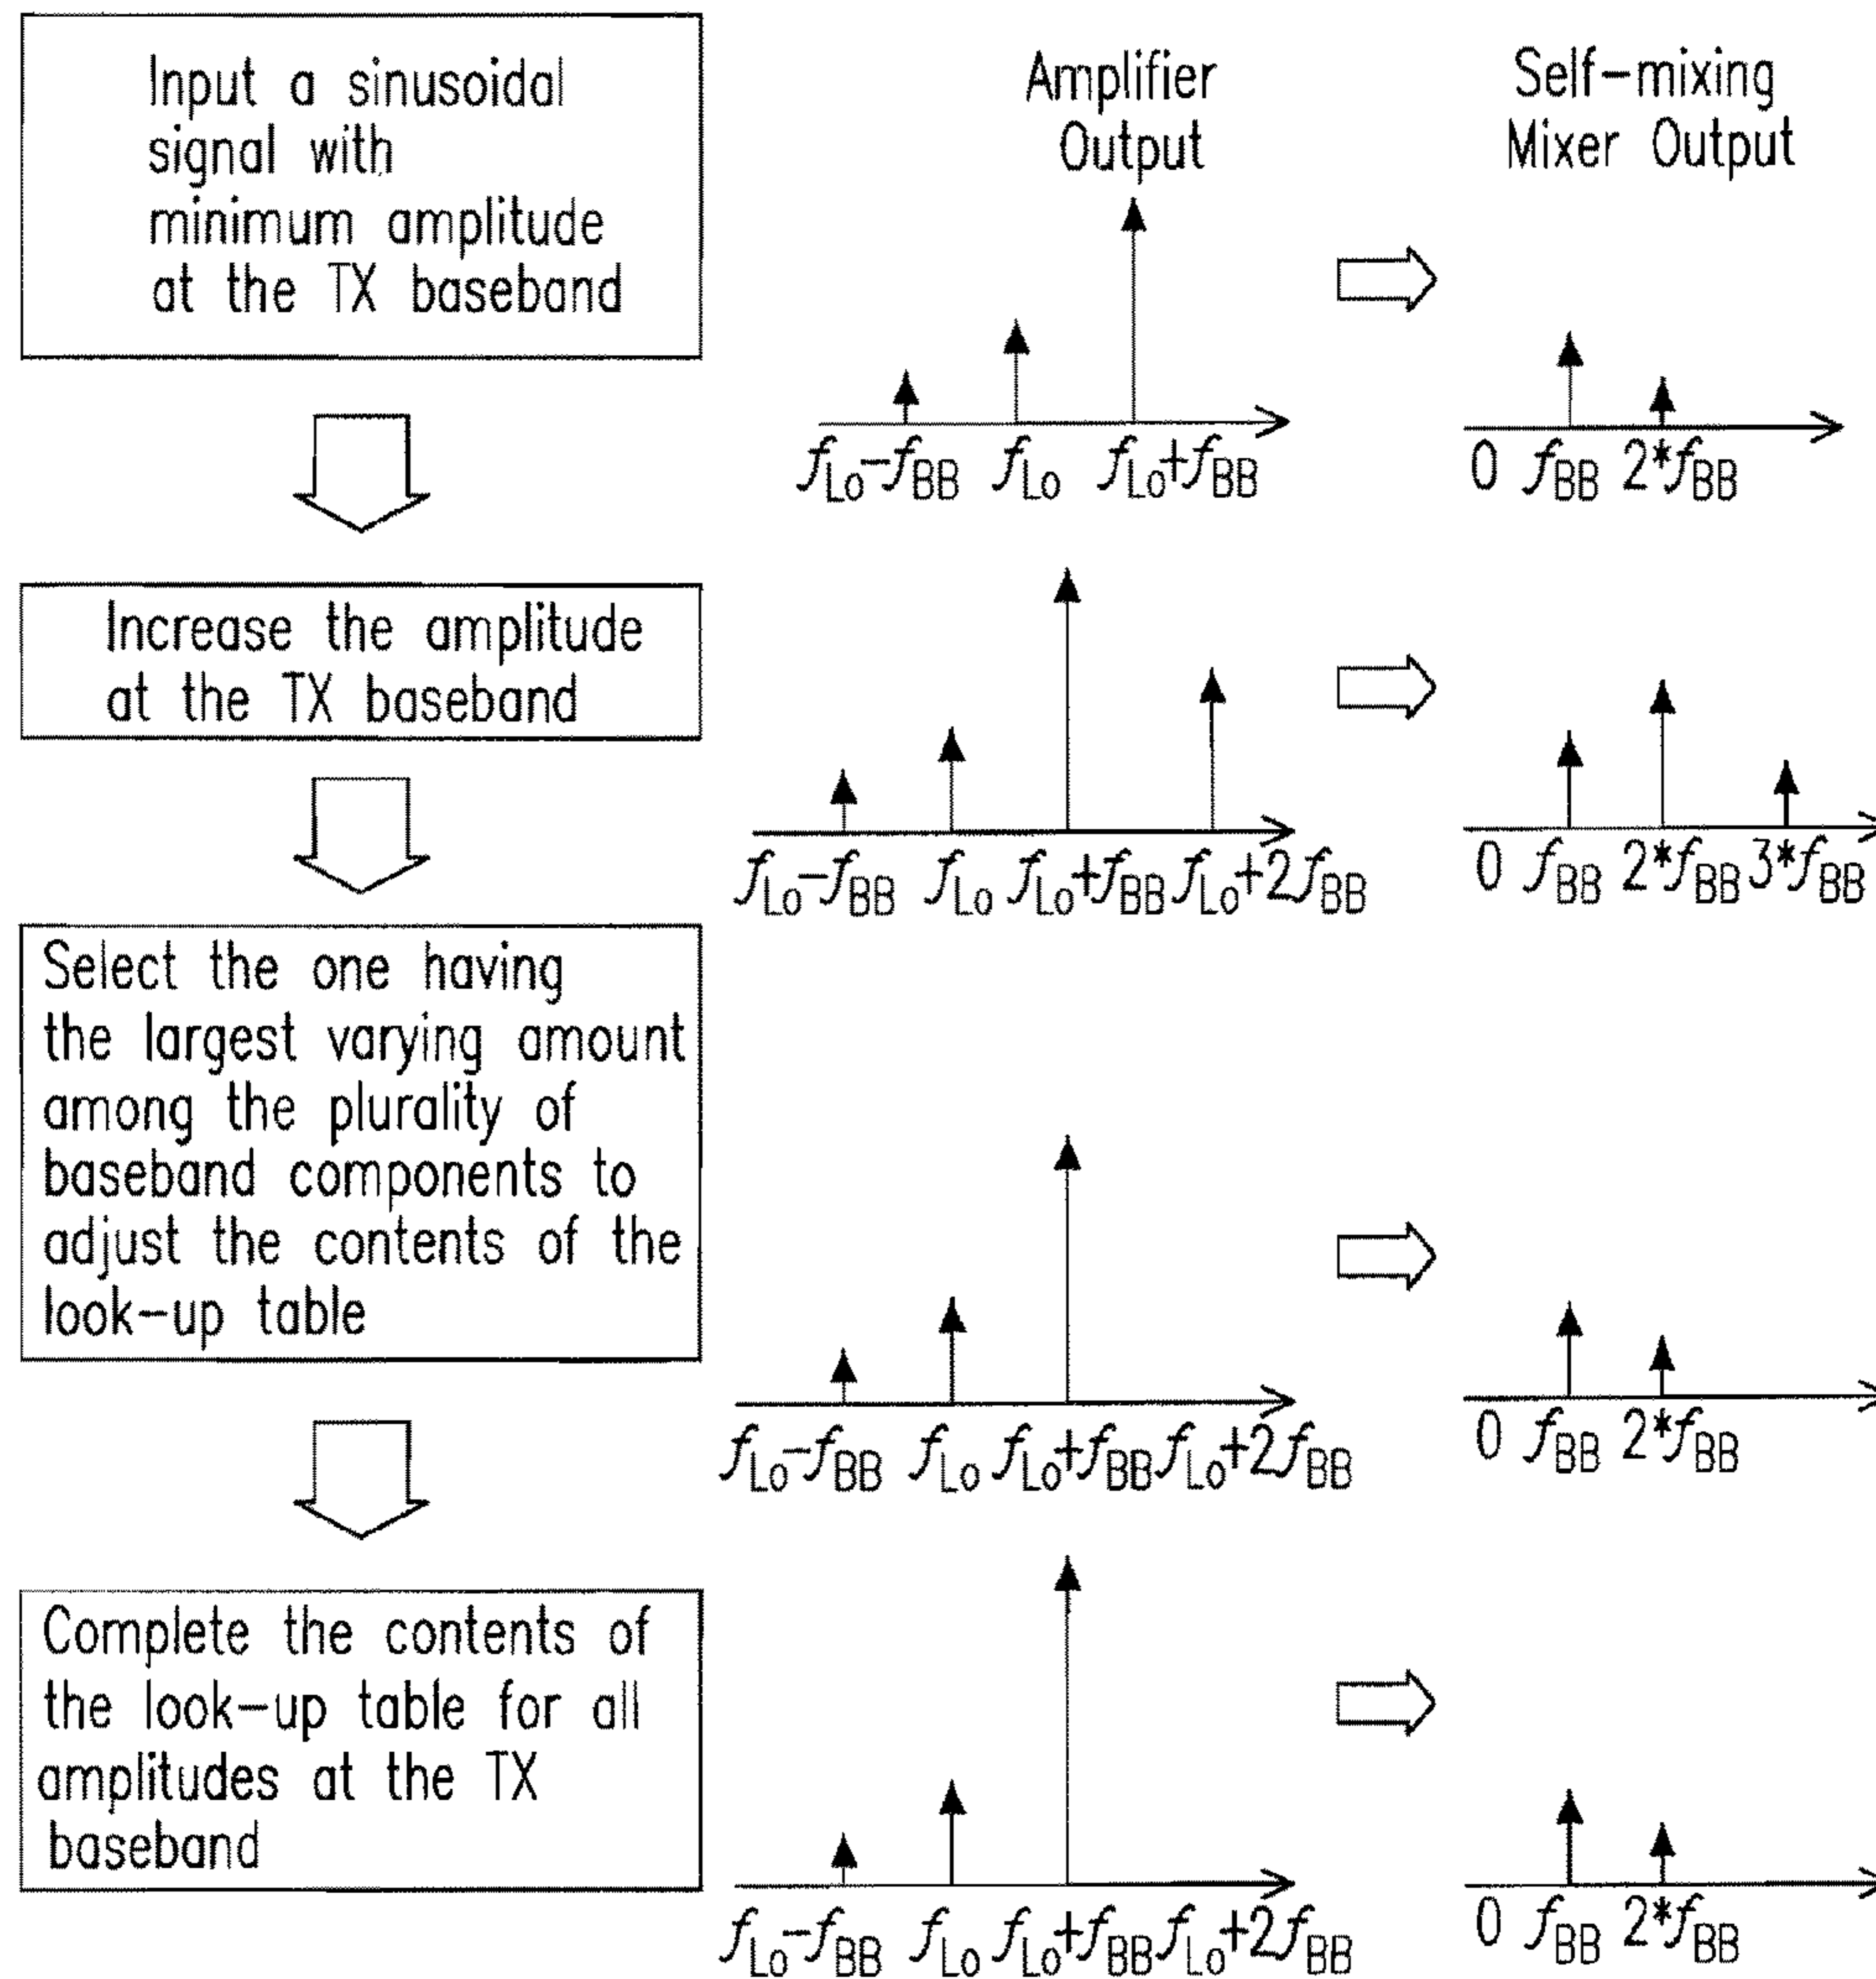 Input a sinusoidal
signal with
minimum amplitude
at the TX baseband
Amplifier
Output
Self-mixing
Mixer Output
fLo-fBB fLo fLo+fBB
0 fBB 2*fBB
Increase the amplitude
at the TX baseband
fLo-fBB fLo fLo+fBB fLo+2fBB
0 fBB 2*fBB 3*fBB
Select the one having
the largest varying amount
among the plurality of
baseband components to
adjust the contents of the
look-up table
fLo-fBB fLo fLo+fBB fLo+2fBB
0 fBB 2*fBB
Complete the contents of
the look-up table for all
amplitudes at the TX
baseband
fLo-fBB fLo fLo+fBB fLo+2fBB
0 fBB 2*fBB